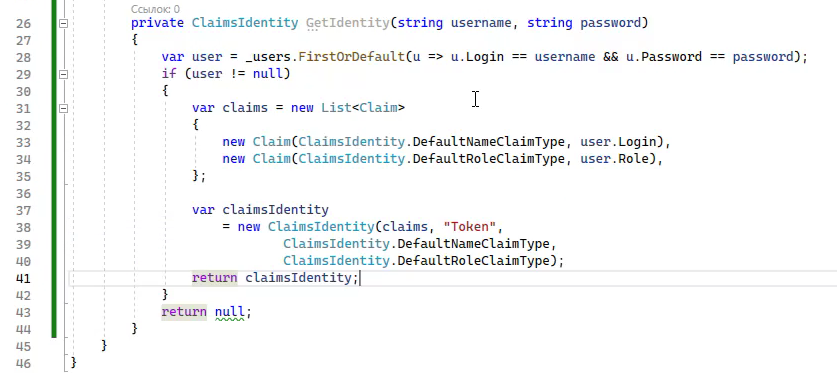 Ссылок: 0
26 private ClaimsIdentity GetIdentity(string username, string password)
27 {
28 var user = _users.FirstOrDefault(u => u.Login == username && u.Password == password);
29 if (user != null)
30 {
31 var claims = new List<Claim>
32 {
33 new Claim(ClaimsIdentity.DefaultNameClaimType, user.Login),
34 new Claim(ClaimsIdentity.DefaultRoleClaimType, user.Role),
35 };
36
37 var claimsIdentity
38 = new ClaimsIdentity(claims, "Token",
39 ClaimsIdentity.DefaultNameClaimType,
40 ClaimsIdentity.DefaultRoleClaimType);
41 return claimsIdentity;
42 }
43 return null;
44 }
45 }
46 }